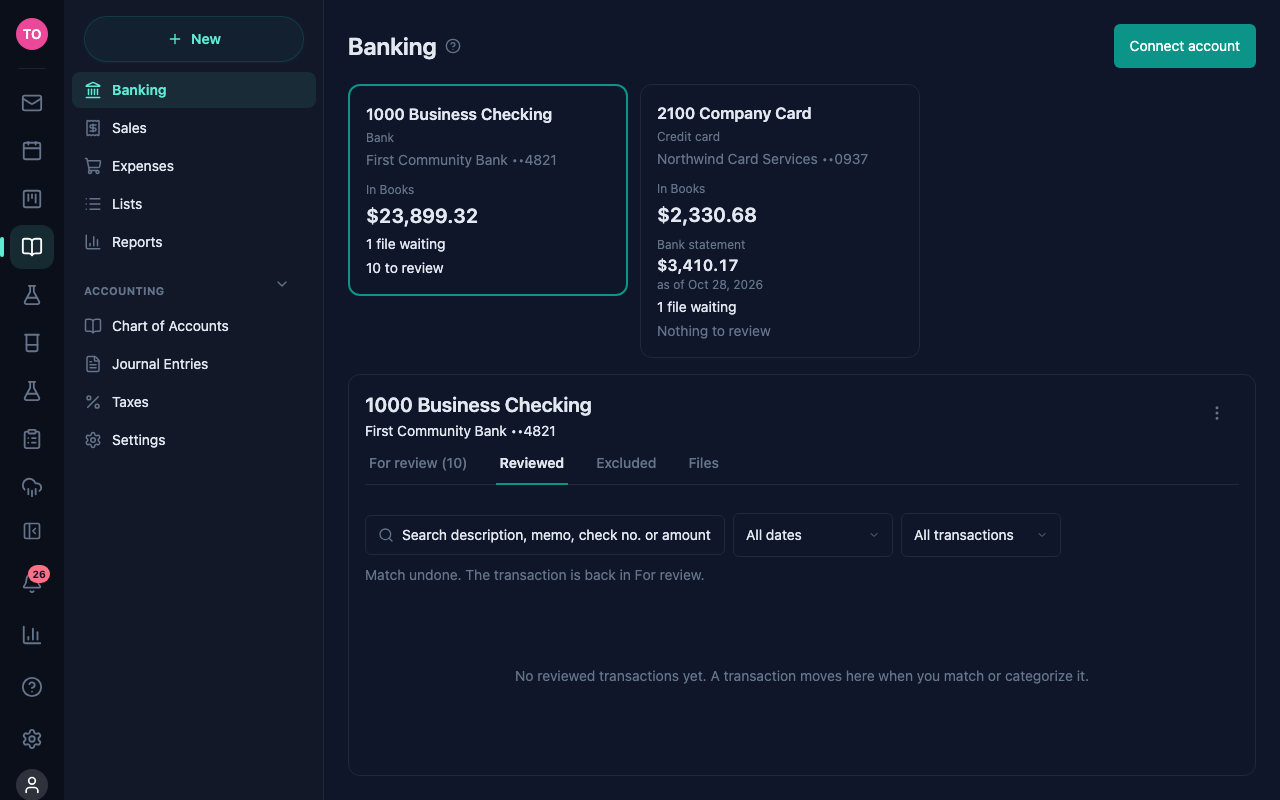 TO
New
Banking
Sales
Expenses
Lists
Reports
ACCOUNTING
Chart of Accounts
Journal Entries
Taxes
Settings
26
Banking
Connect account
1000 Business Checking
Bank
First Community Bank ••4821
In Books
$23,899.32
1 file waiting
10 to review
2100 Company Card
Credit card
Northwind Card Services ••0937
In Books
$2,330.68
Bank statement
$3,410.17
as of Oct 28, 2026
1 file waiting
Nothing to review
1000 Business Checking
First Community Bank ••4821
For review (10) Reviewed Excluded Files
Search description, memo, check no. or amount All dates All transactions
Match undone. The transaction is back in For review.
No reviewed transactions yet. A transaction moves here when you match or categorize it.